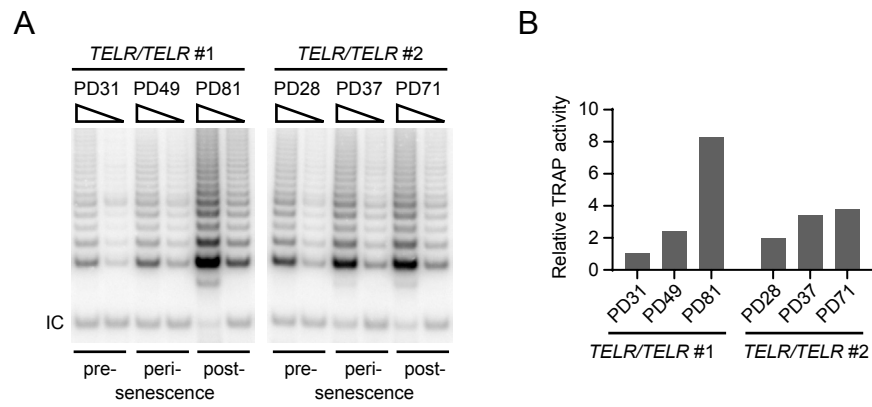 A
TELR/TELR #1 TELR/TELR #2
PD31 PD49 PD81 PD28 PD37 PD71
IC
pre- peri- post- pre- peri- post-
senescence senescence
B
10
8
6
4
2
0
Relative TRAP activity
PD31 PD49 PD81 PD28 PD37 PD71
TELR/TELR #1 TELR/TELR #2